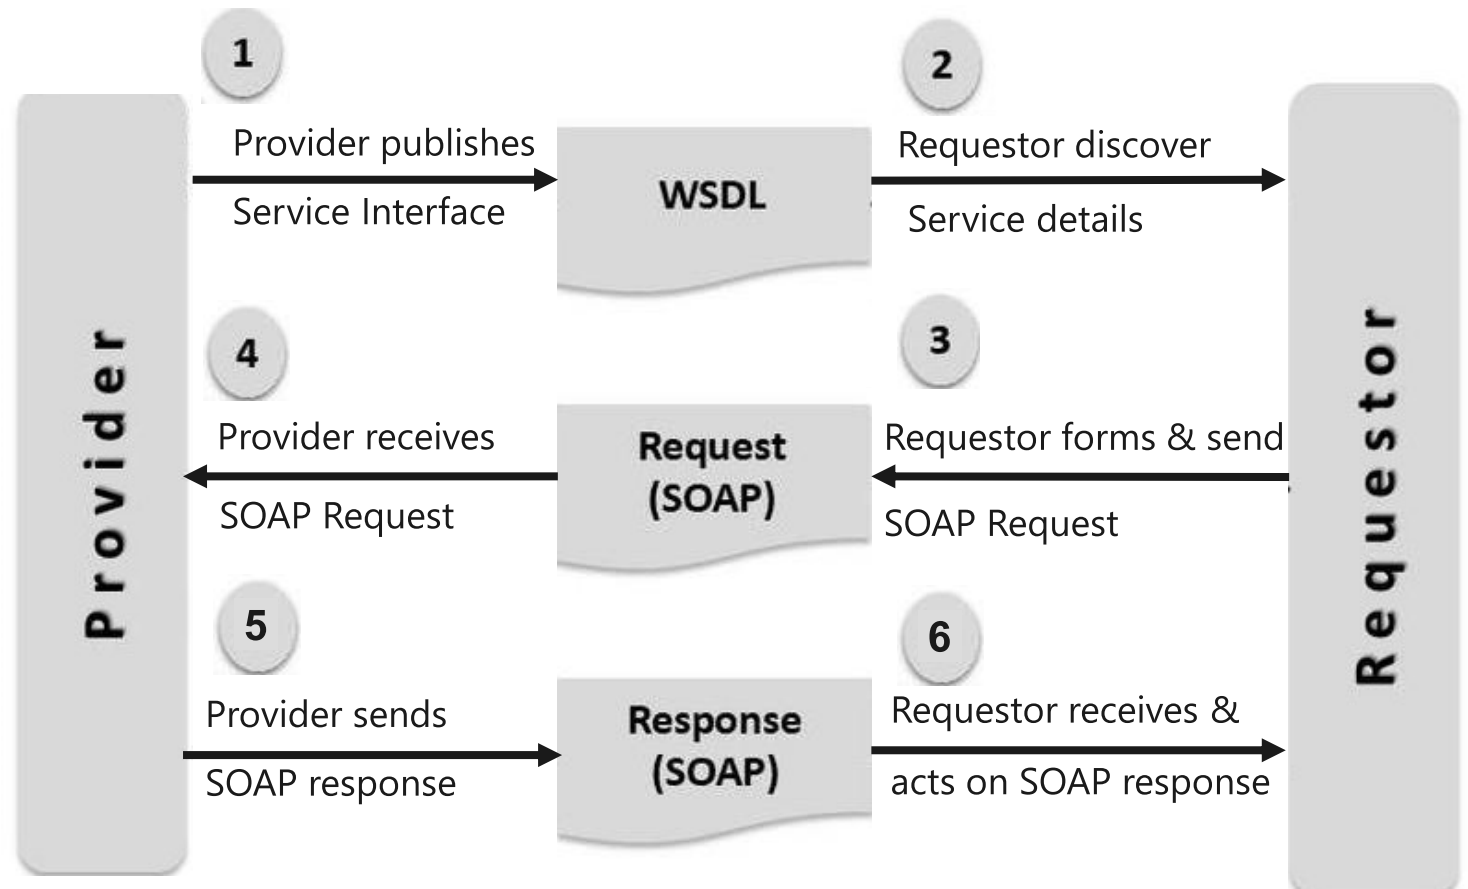 1
Provider publishes
Service Interface
WSDL
2
Requestor discover
Service details
Provider
4
Provider receives
SOAP Request
Request
(SOAP)
3
Requestor forms & send
SOAP Request
Requestor
5
Provider sends
SOAP response
Response
(SOAP)
6
Requestor receives &
acts on SOAP response